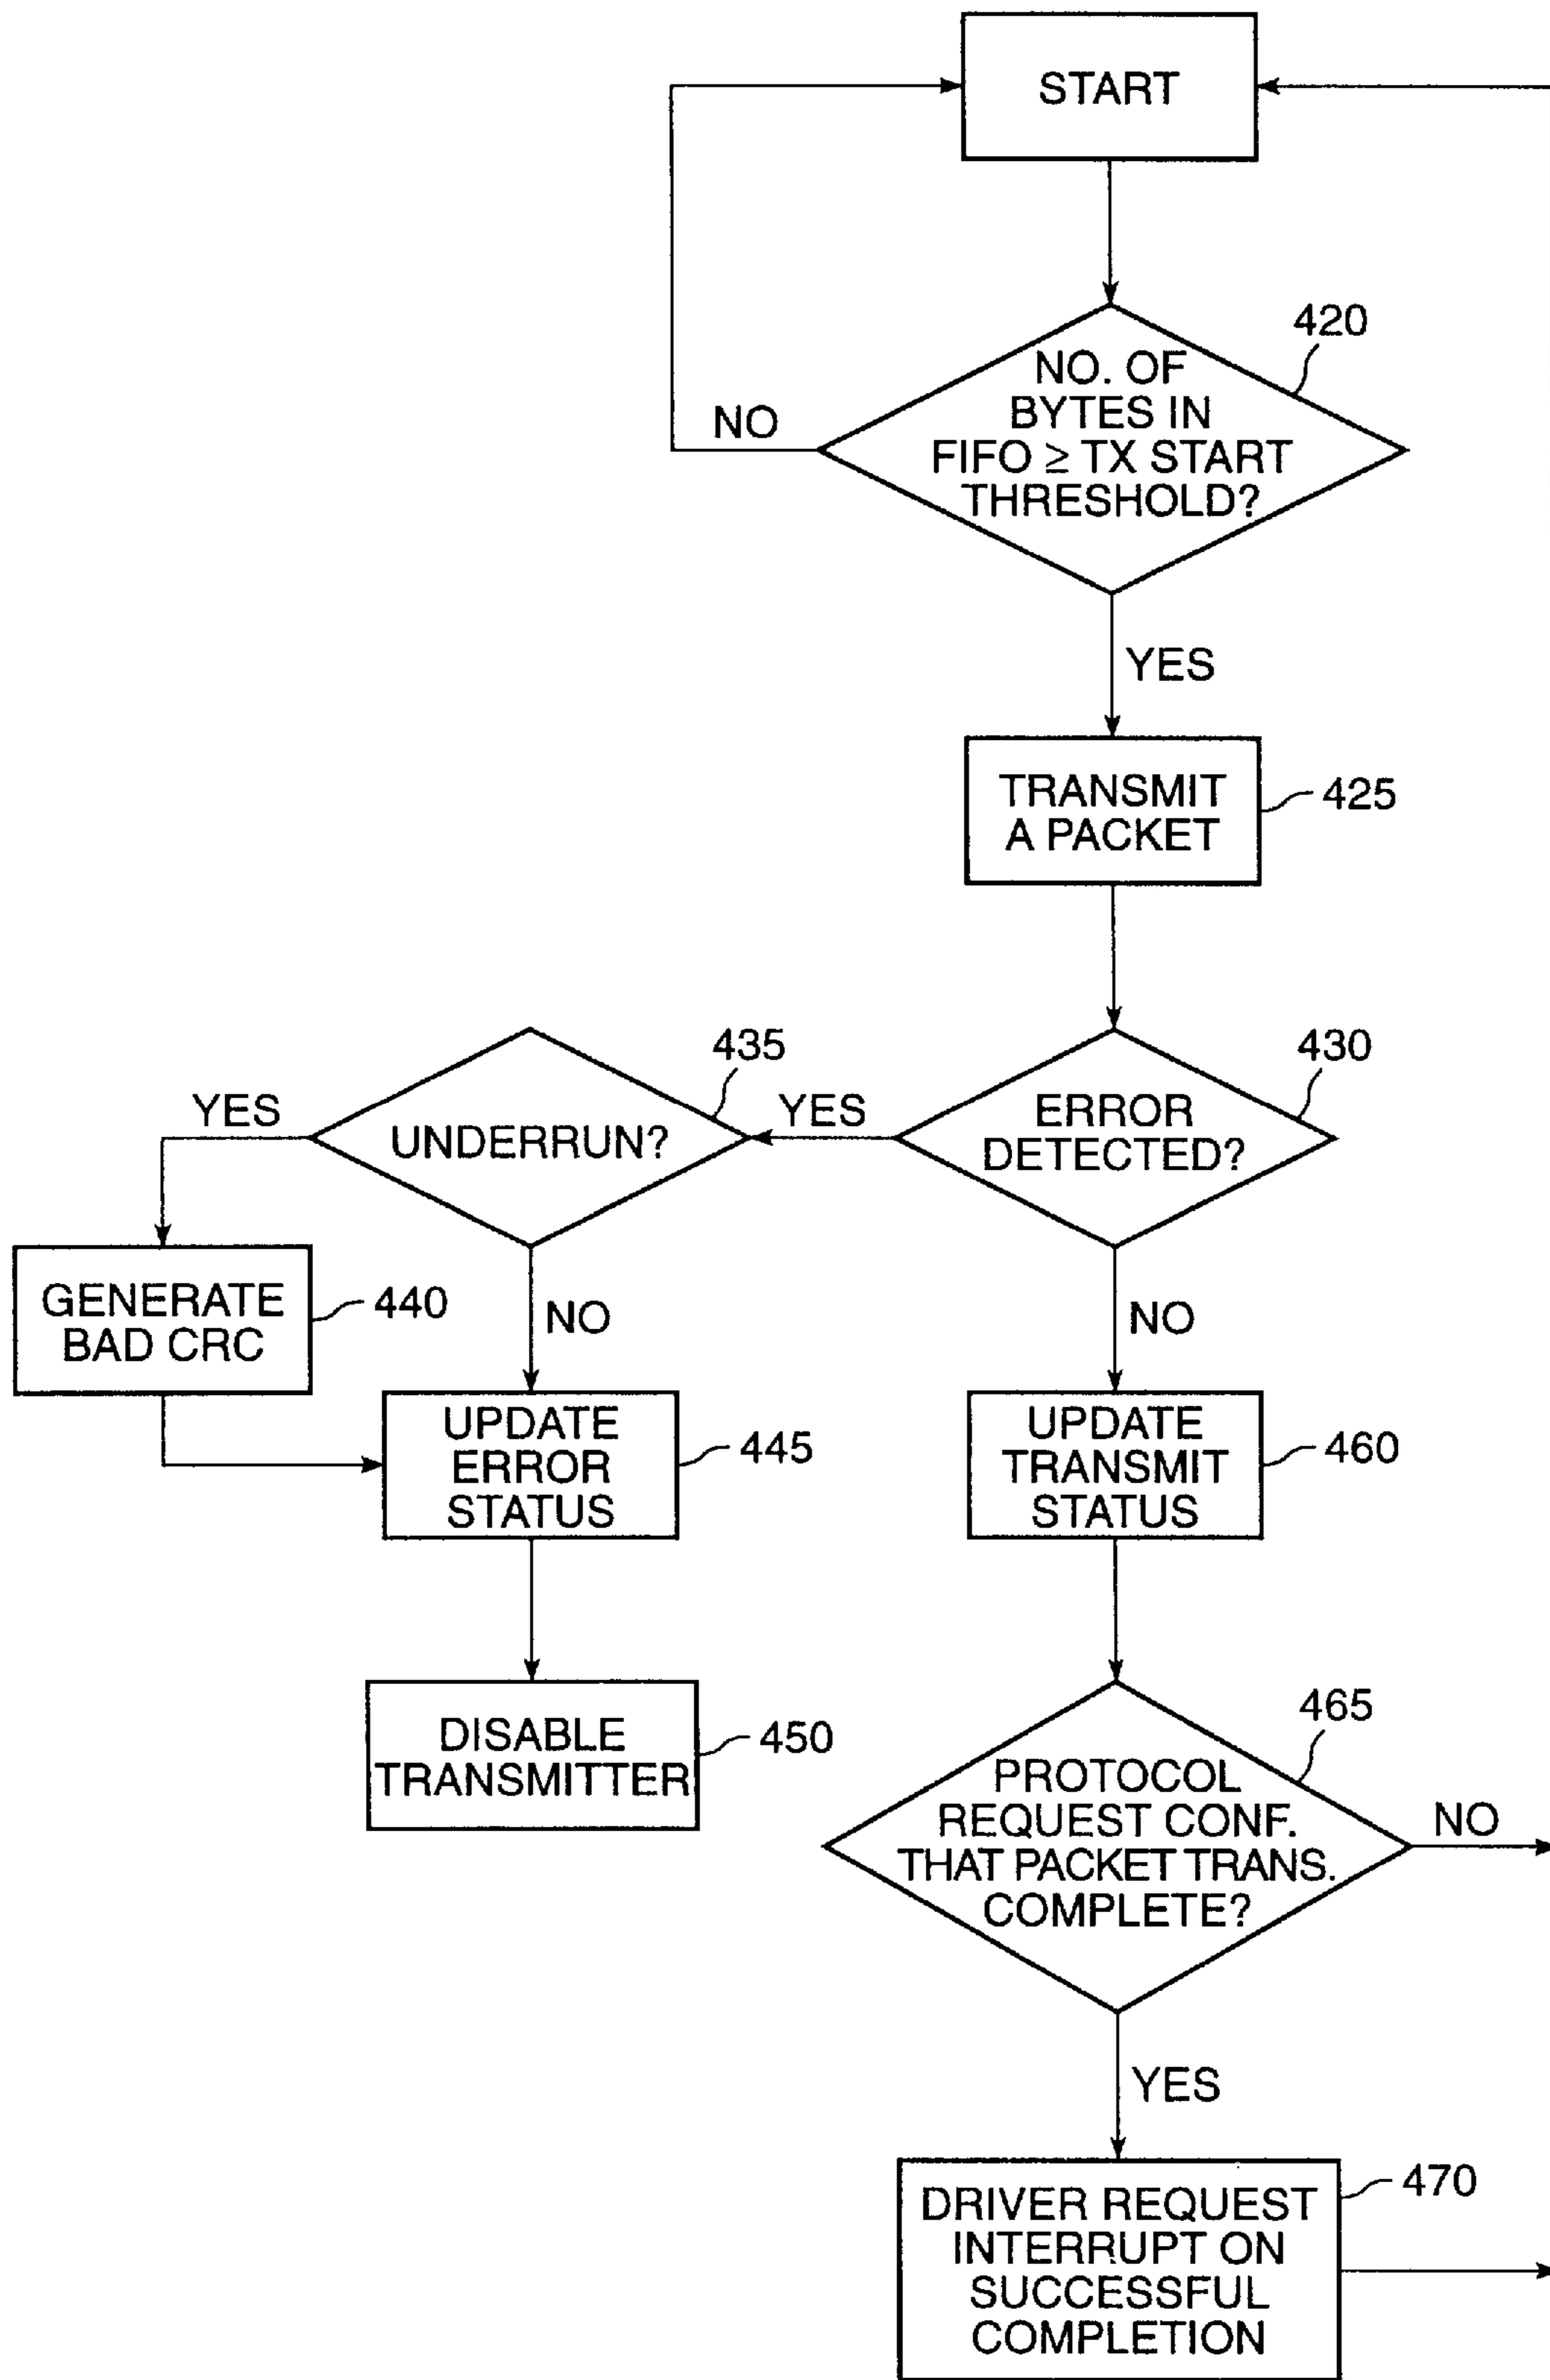 START
420
NO. OF
BYTES IN
FIFO ≥ TX START
THRESHOLD?
NO
YES
TRANSMIT
A PACKET
425
435
430
YES
UNDERRUN?
YES
ERROR
DETECTED?
GENERATE
BAD CRC
440
NO
NO
UPDATE
ERROR
STATUS
445
UPDATE
TRANSMIT
STATUS
460
DISABLE
TRANSMITTER
450
465
PROTOCOL
REQUEST CONF.
THAT PACKET TRANS.
COMPLETE?
NO
YES
DRIVER REQUEST
INTERRUPT ON
SUCCESSFUL
COMPLETION
470